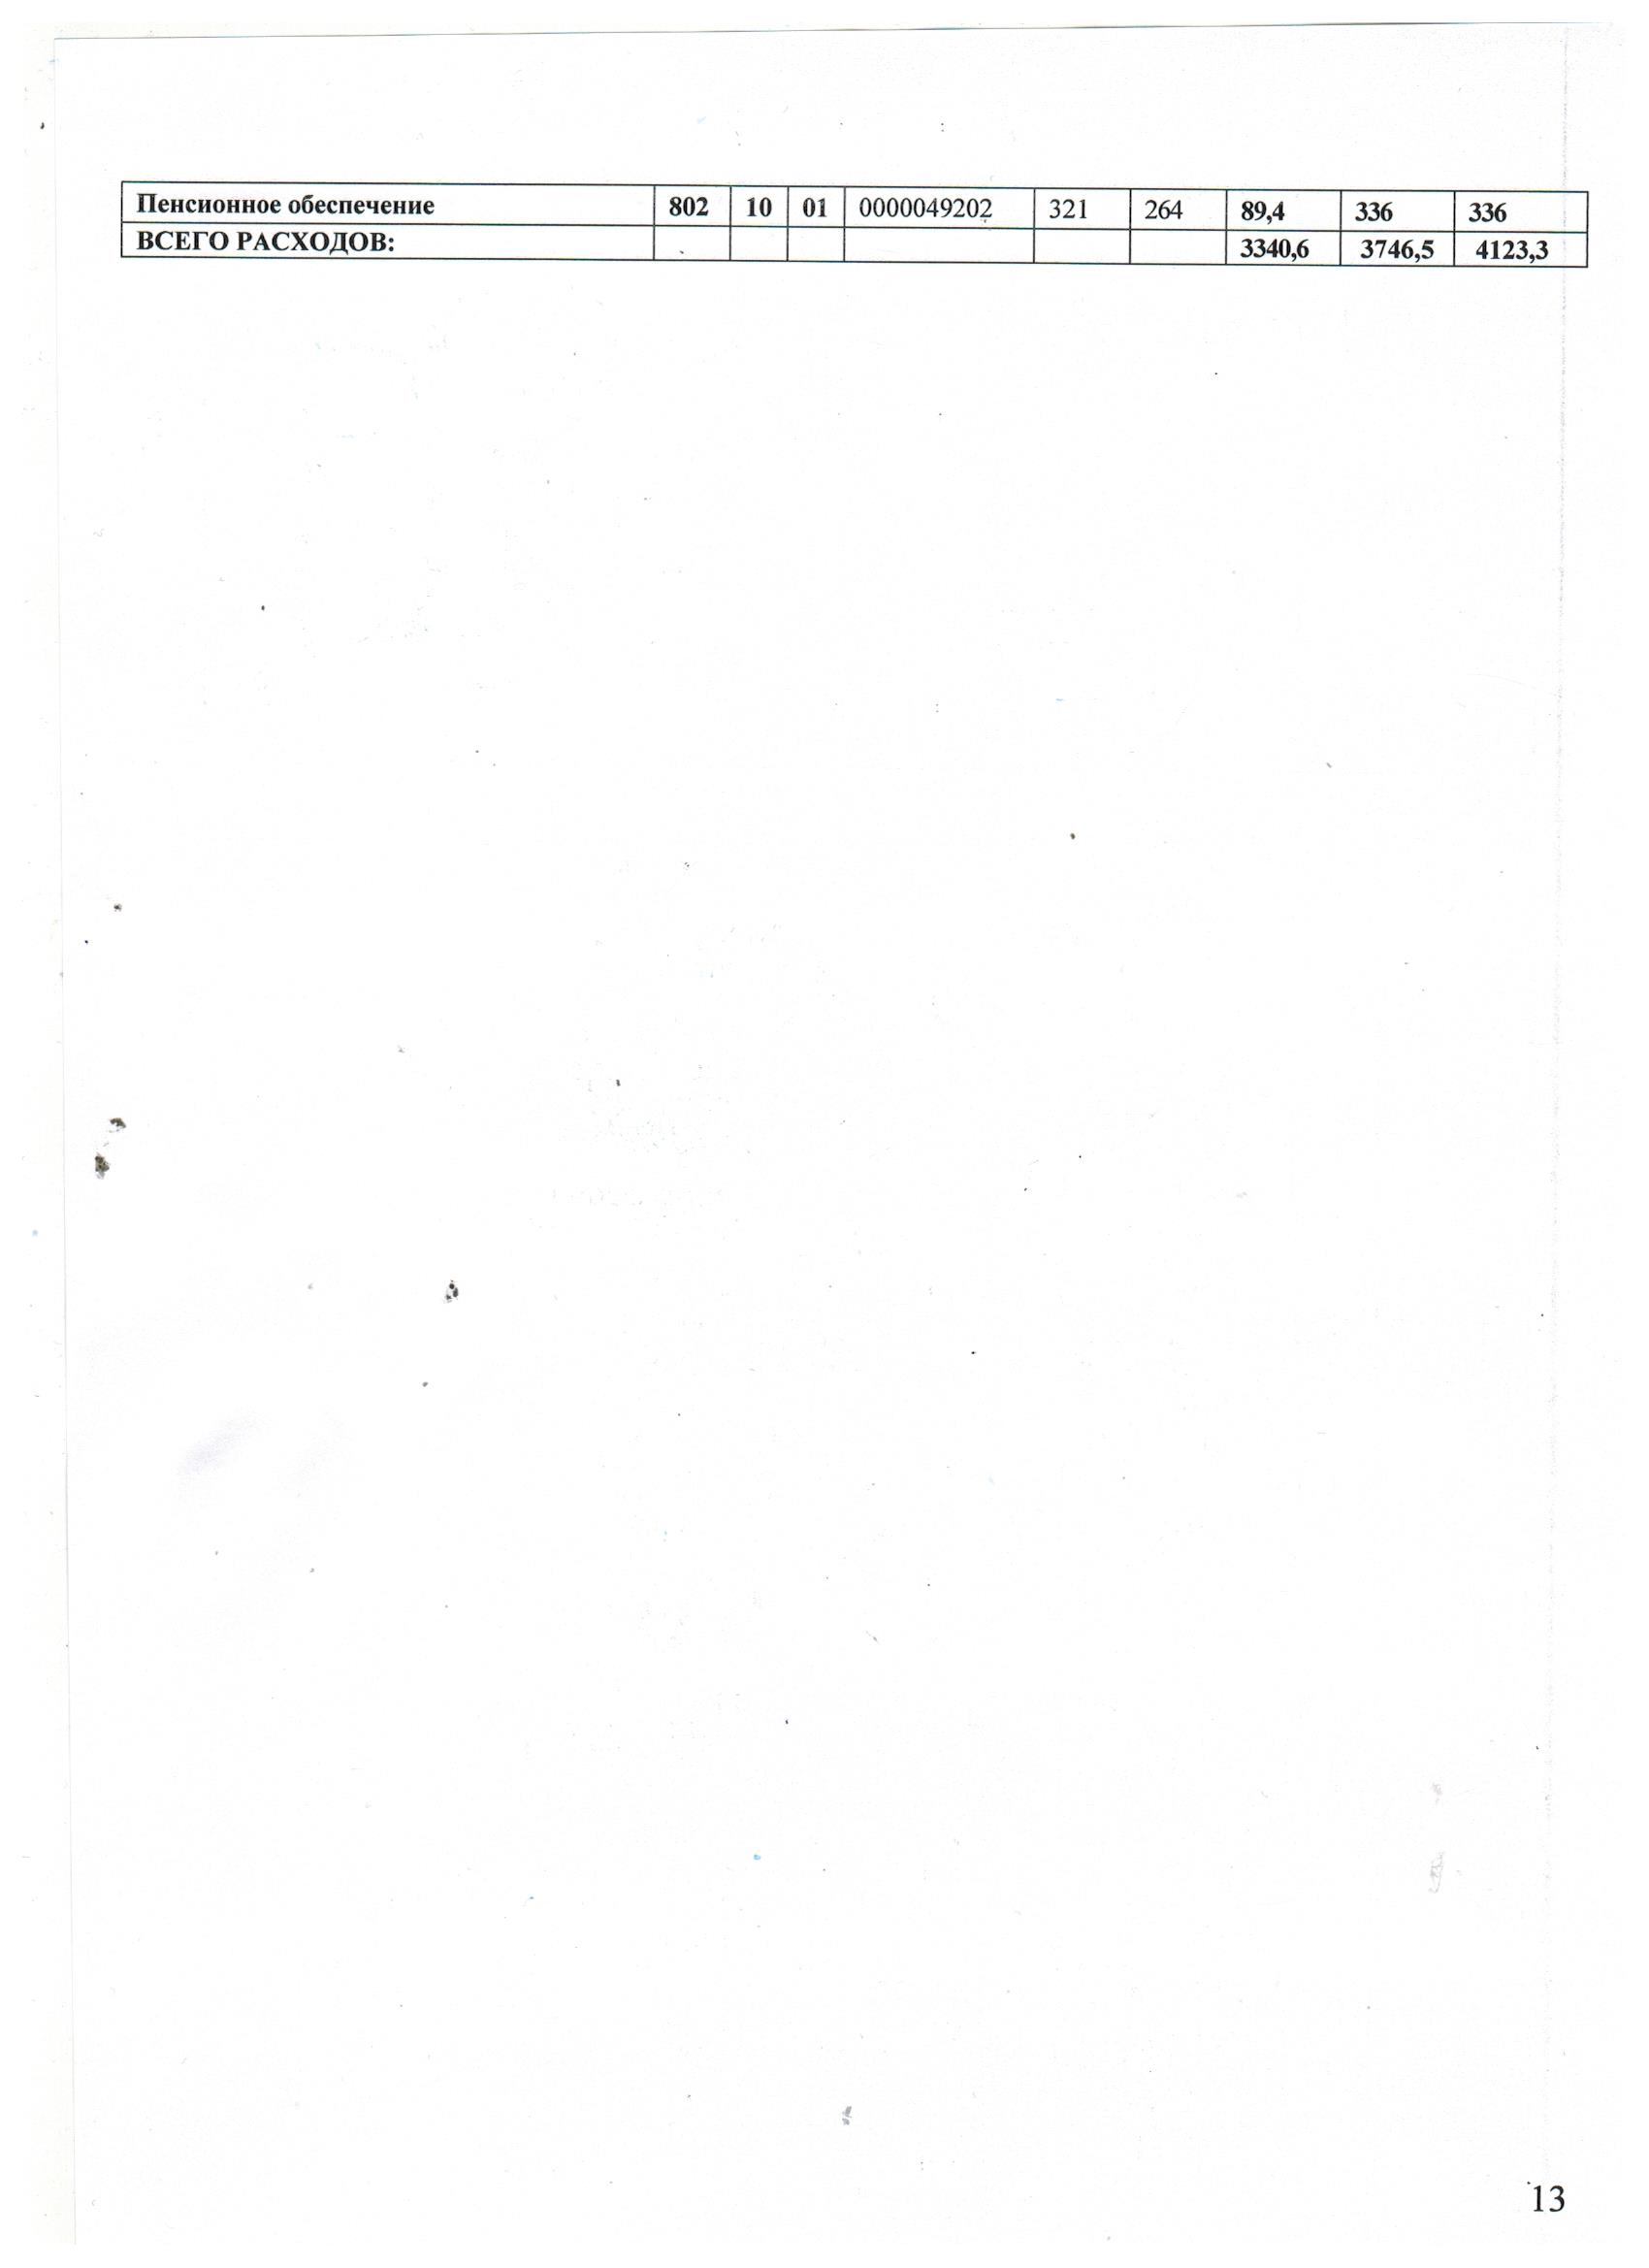 Пенсионное обеспечение 802 10 01 0000049202 321 264 89,4 336 336
ВСЕГО РАСХОДОВ: 3340,6 3746,5 4123,3
13